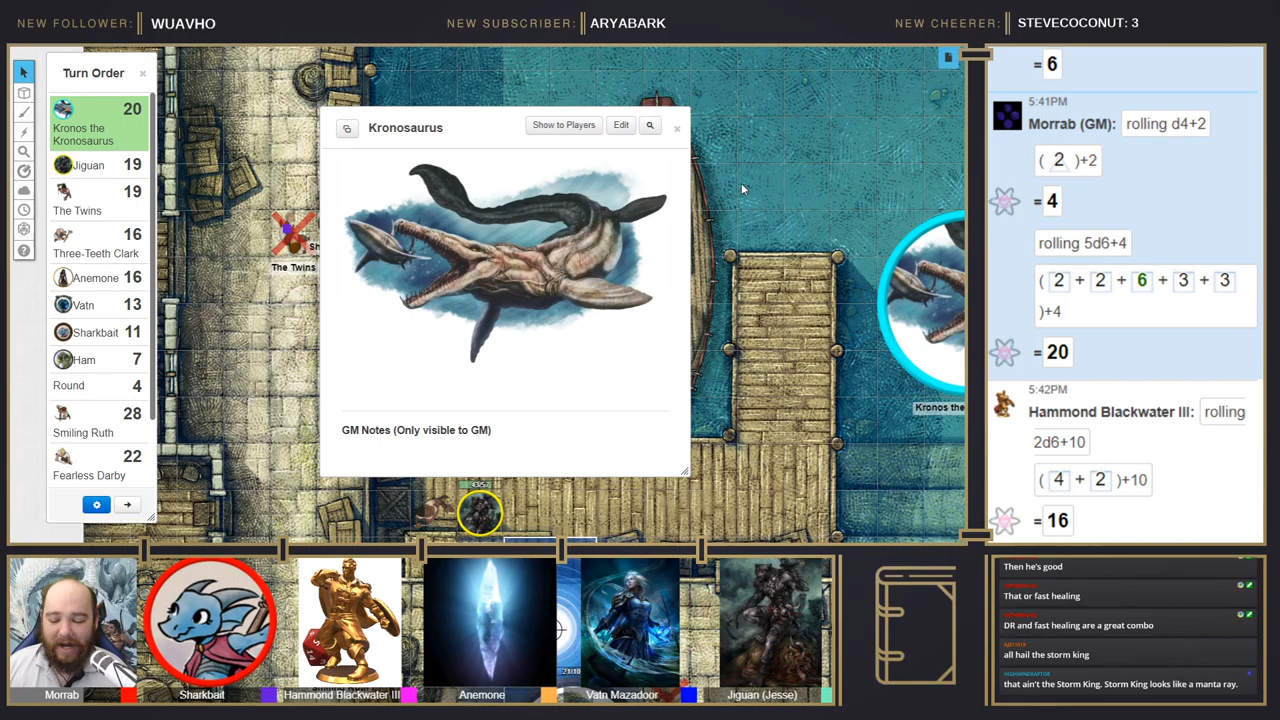 NEW FOLLOWER: WUAVHO
NEW SUBSCRIBER: ARYABARK
NEW CHEERER: STEVECOCONUT: 3
Turn Order
20
Kronos the
Kronosaurus
Jiguan 19
19
The Twins
16
Three-Teeth Clark
Anemone 16
Vatn 13
Sharkbait 11
Ham 7
Round 4
28
Smiling Ruth
22
Fearless Darby
The Twins
Sh
Kronosaurus
Show to Players
Edit
GM Notes (Only visible to GM)
Kronos the
43/57
= 6
5:41PM
Morrab (GM): rolling d4+2
( 2 )+2
= 4
rolling 5d6+4
( 2 + 2 + 6 + 3 + 3
)+4
= 20
5:42PM
Hammond Blackwater III: rolling
2d6+10
( 4 + 2 )+10
= 16
Morrab
Sharkbait
Hammond Blackwater III
Anemone
Vatn Mazadoor
Jiguan (Jesse)
Then he's good
That or fast healing
DR and fast healing are a great combo
all hail the storm king
that ain't the Storm King. Storm King looks like a manta ray.